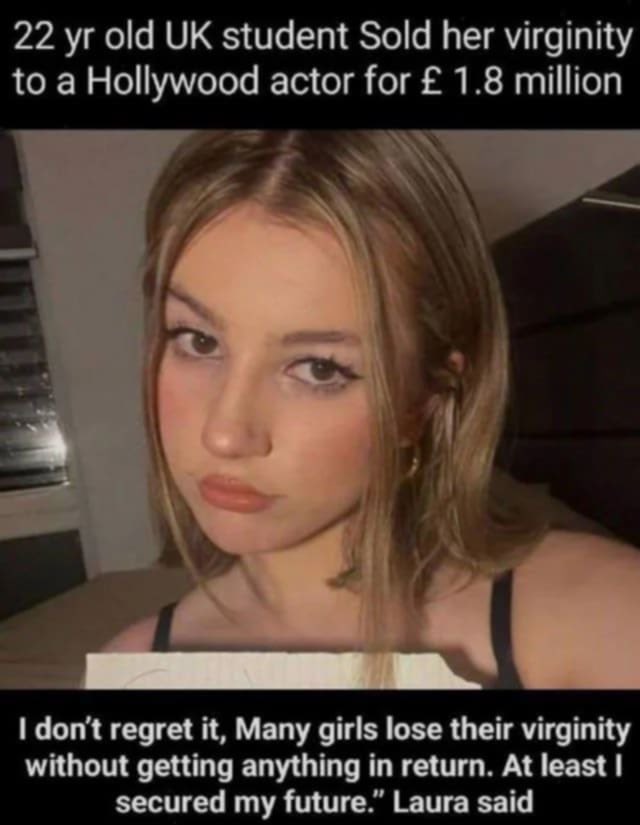 22 yr old UK student Sold her virginity
to a Hollywood actor for £ 1.8 million
I don't regret it, Many girls lose their virginity
without getting anything in return. At least I
secured my future.” Laura said